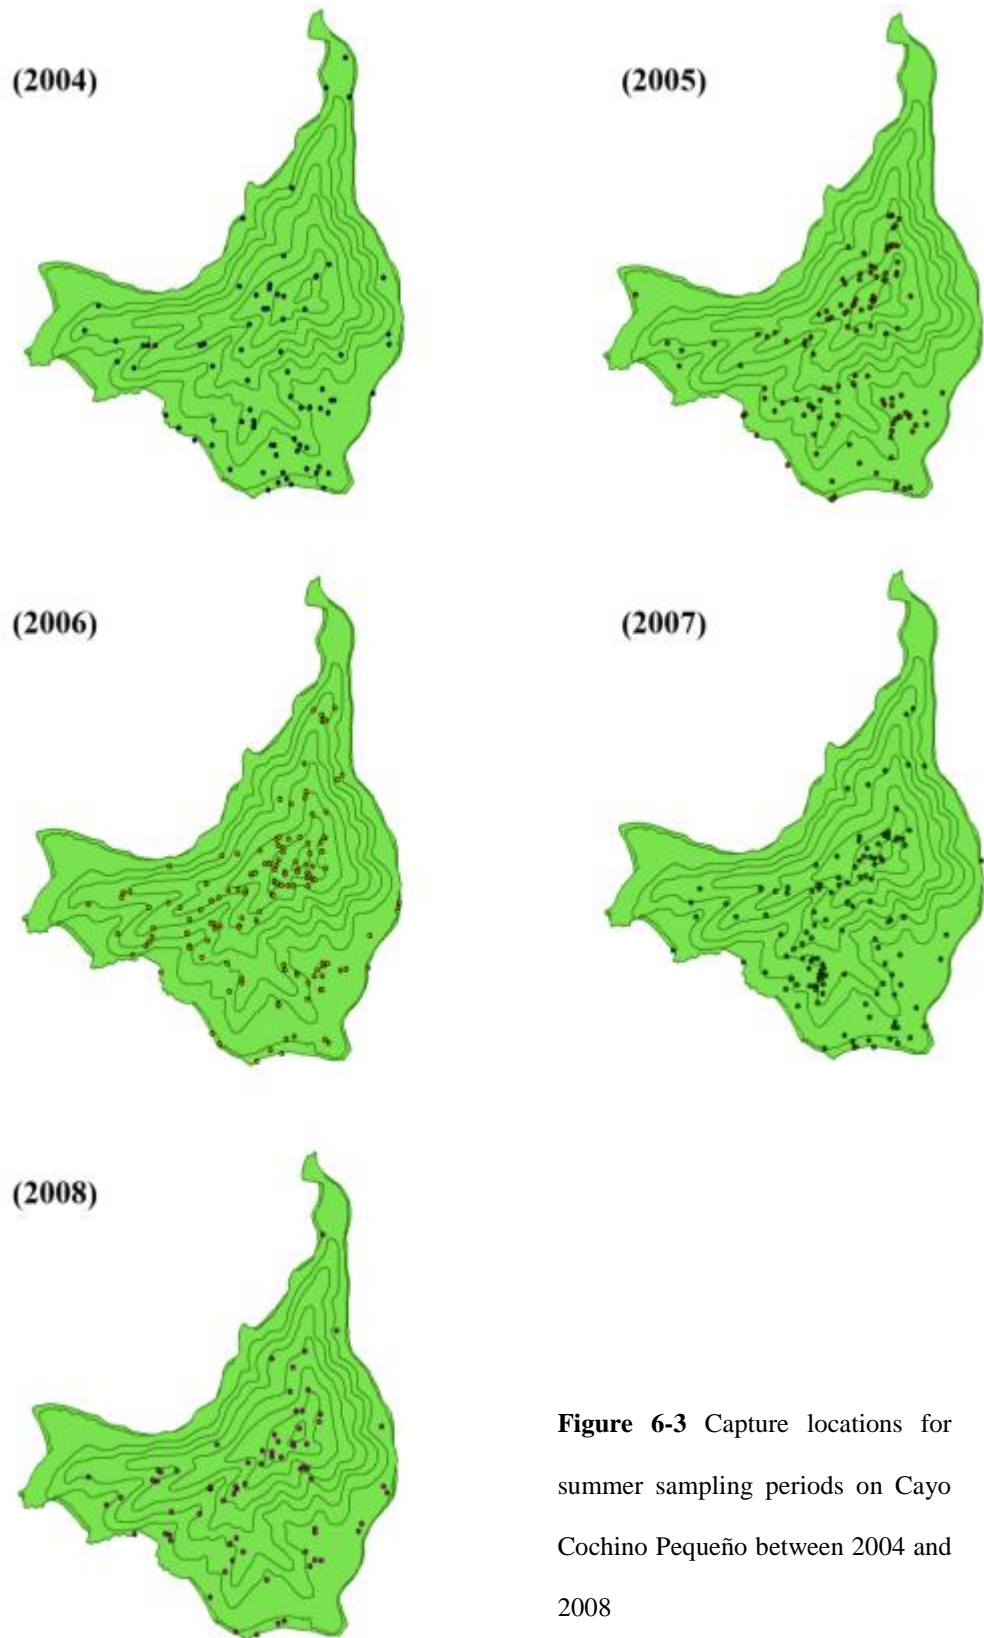 (2004)
(2005)
(2006)
(2007)
(2008)
Figure 6-3 Capture locations for
summer sampling periods on Cayo
Cochino Pequeño between 2004 and
2008